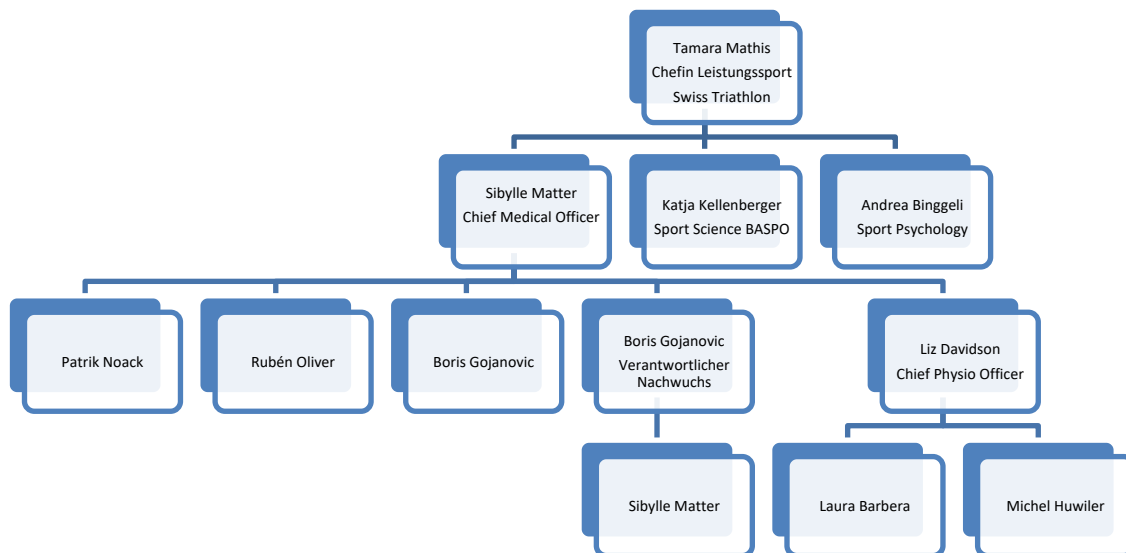 Tamara Mathis
Chefin Leistungssport
Swiss Triathlon
Sibylle Matter
Chief Medical Officer
Katja Kellenberger
Sport Science BASPO
Andrea Binggeli
Sport Psychology
Patrik Noack
Rubén Oliver
Boris Gojanovic
Boris Gojanovic
Verantwortlicher
Nachwuchs
Liz Davidson
Chief Physio Officer
Sibylle Matter
Laura Barbera
Michel Huwiler